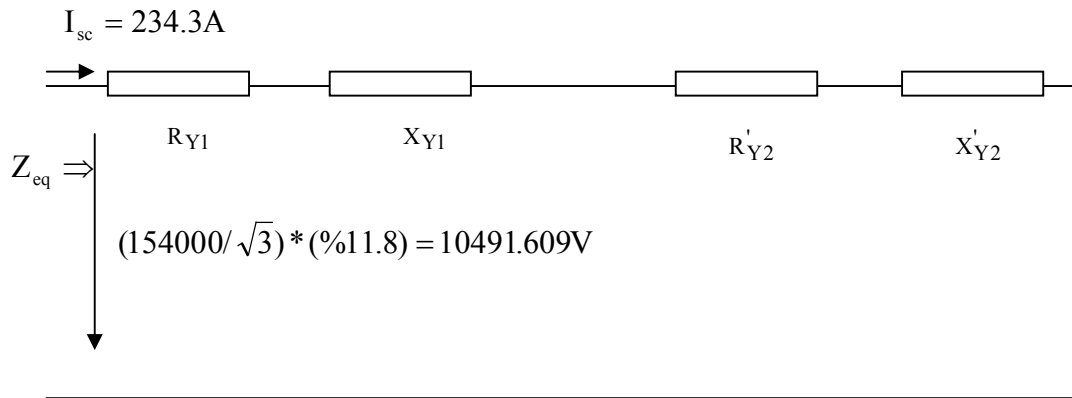 I_sc = 234.3A
R_Y1 X_Y1 R'_Y2 X'_Y2
Z_eq ⇒
(154000/√3)*(%11.8) = 10491.609V